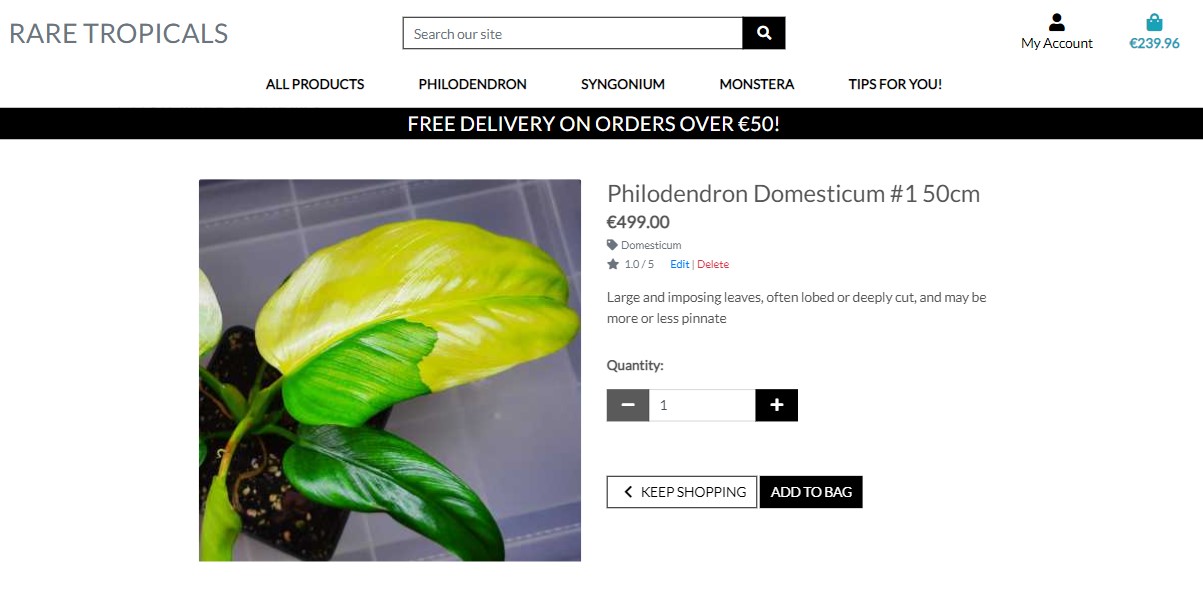 RARE TROPICALS
Search our site
My Account
€239.96
ALL PRODUCTS
PHILODENDRON
SYNGONIUM
MONSTERA
TIPS FOR YOU!
FREE DELIVERY ON ORDERS OVER €50!
Philodendron Domesticum #1 50cm
€499.00
Domesticum
1.0 / 5 Edit | Delete
Large and imposing leaves, often lobed or deeply cut, and may be
more or less pinnate
Quantity:
1
KEEP SHOPPING
ADD TO BAG